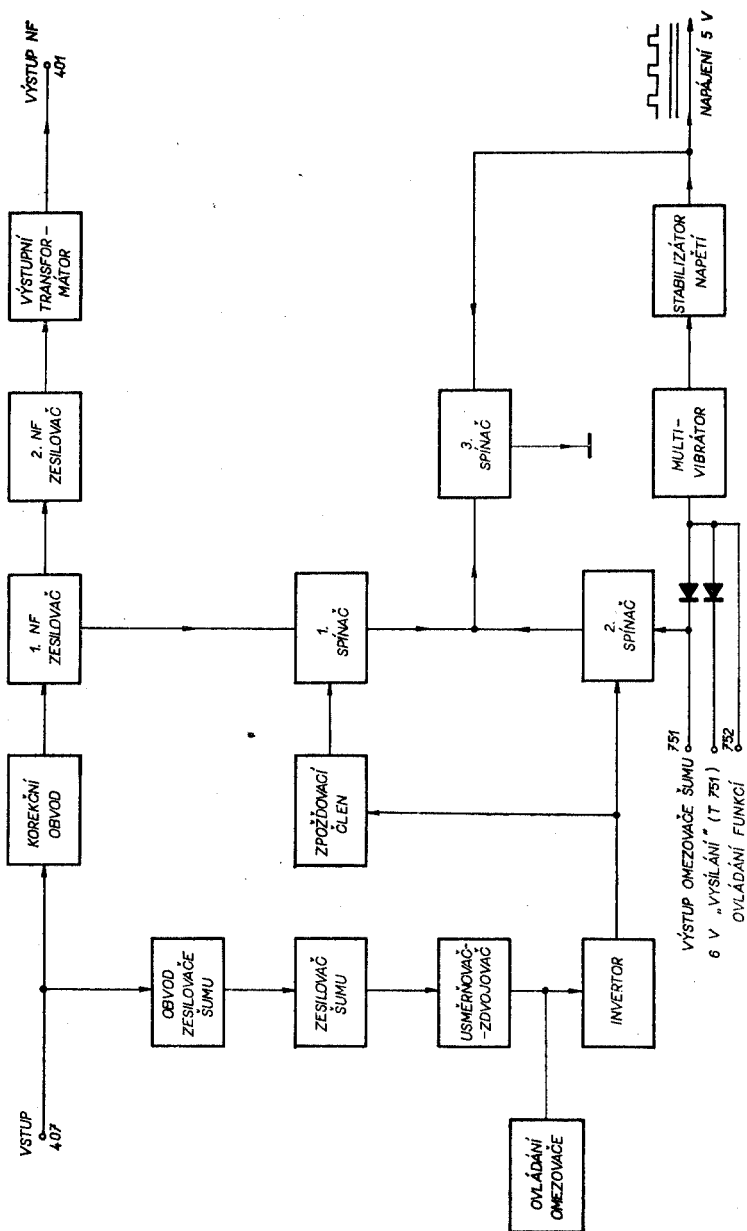 VSTUP
407
KOREKČNÍ
OBVOD
1. NF
ZESILOVAČ
2. NF
ZESILOVAČ
VÝSTUPNÍ
TRANSFOR-
MÁTOR
VÝSTUP NF
401
OBVOD
ZESILOVAČE
ŠUMU
ZESILOVAČ
ŠUMU
USMĚRŇOVAČ-
-ZDVOJOVAČ
OVLÁDÁNÍ
OMEZOVAČE
INVERTOR
ZPOŽĎOVACÍ
ČLEN
1.
SPÍNAČ
2.
SPÍNAČ
3.
SPÍNAČ
VÝSTUP OMEZOVAČE ŠUMU
751
6 V „VYSÍLÁNÍ" (T 751)
752
OVLÁDÁNÍ FUNKCÍ
MULTI-
VIBRÁTOR
STABILIZÁTOR
NAPĚTÍ
NAPÁJENÍ 5 V